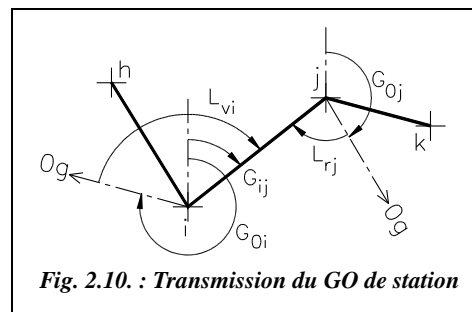 h
j
G0j
Lvi
Og
Gij
Lrj
k
i
G0i
Og
Fig. 2.10. : Transmission du GO de station